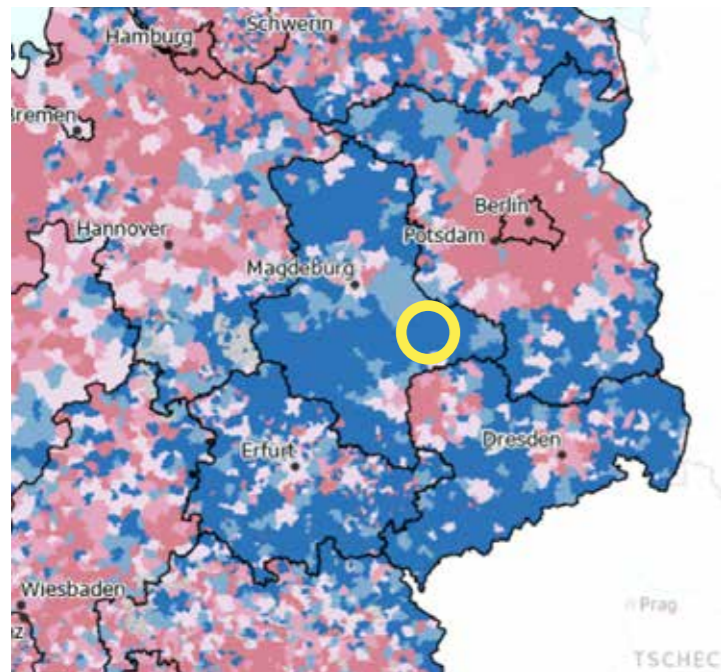 Schwerin
Hamburg
Bremen
Berlin
Hannover
Potsdam
Magdeburg
Dresden
Erfurt
Wiesbaden
Prag
z
TSCHEC